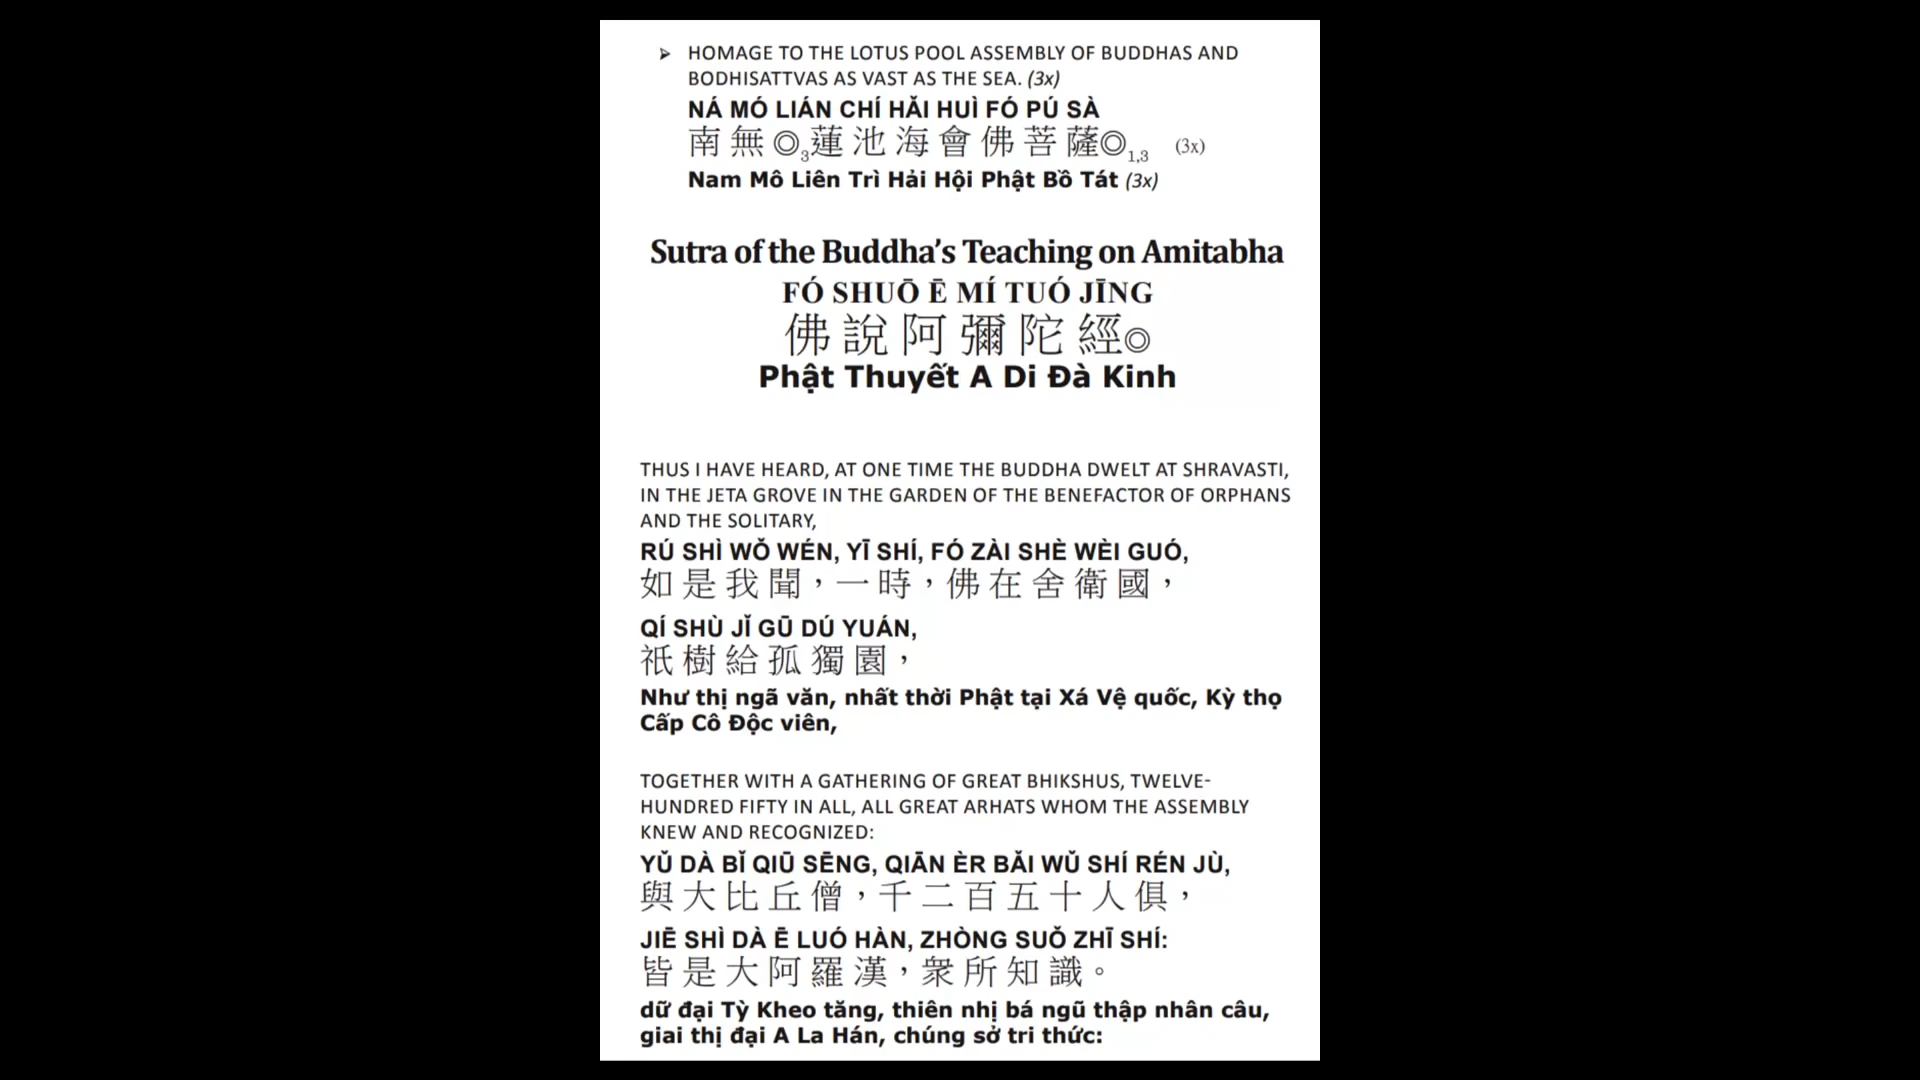 ➢ HOMAGE TO THE LOTUS POOL ASSEMBLY OF BUDDHAS AND
BODHISATTVAS AS VAST AS THE SEA. (3x)
NÁ MÓ LIÁN CHÍ HǍI HUÌ FÓ PÚ SÀ
南無◎3蓮池海會佛菩薩◎1,3 (3x)
Nam Mô Liên Trì Hải Hội Phật Bồ Tát (3x)
Sutra of the Buddha's Teaching on Amitabha
FÓ SHUŌ Ē MÍ TUÓ JĪNG
佛說阿彌陀經◎
Phật Thuyết A Di Đà Kinh
THUS I HAVE HEARD, AT ONE TIME THE BUDDHA DWELT AT SHRAVASTI,
IN THE JETA GROVE IN THE GARDEN OF THE BENEFACTOR OF ORPHANS
AND THE SOLITARY,
RÚ SHÌ WǑ WÉN, YĪ SHÍ, FÓ ZÀI SHÈ WÈI GUÓ,
如是我聞，一時，佛在舍衛國，
QÍ SHÙ JǏ GŪ DÚ YUÁN,
祇樹給孤獨園，
Như thị ngã văn, nhất thời Phật tại Xá Vệ quốc, Kỳ thọ
Cấp Cô Độc viên,
TOGETHER WITH A GATHERING OF GREAT BHIKSHUS, TWELVE-
HUNDRED FIFTY IN ALL, ALL GREAT ARHATS WHOM THE ASSEMBLY
KNEW AND RECOGNIZED:
YǓ DÀ BǏ QIŪ SĒNG, QIĀN ÈR BǍI WǓ SHÍ RÉN JÙ,
與大比丘僧，千二百五十人俱，
JIĒ SHÌ DÀ Ē LUÓ HÀN, ZHÒNG SUǑ ZHĪ SHÍ:
皆是大阿羅漢，衆所知識。
dữ đại Tỳ Kheo tăng, thiên nhị bá ngũ thập nhân câu,
giai thị đại A La Hán, chúng sở tri thức: